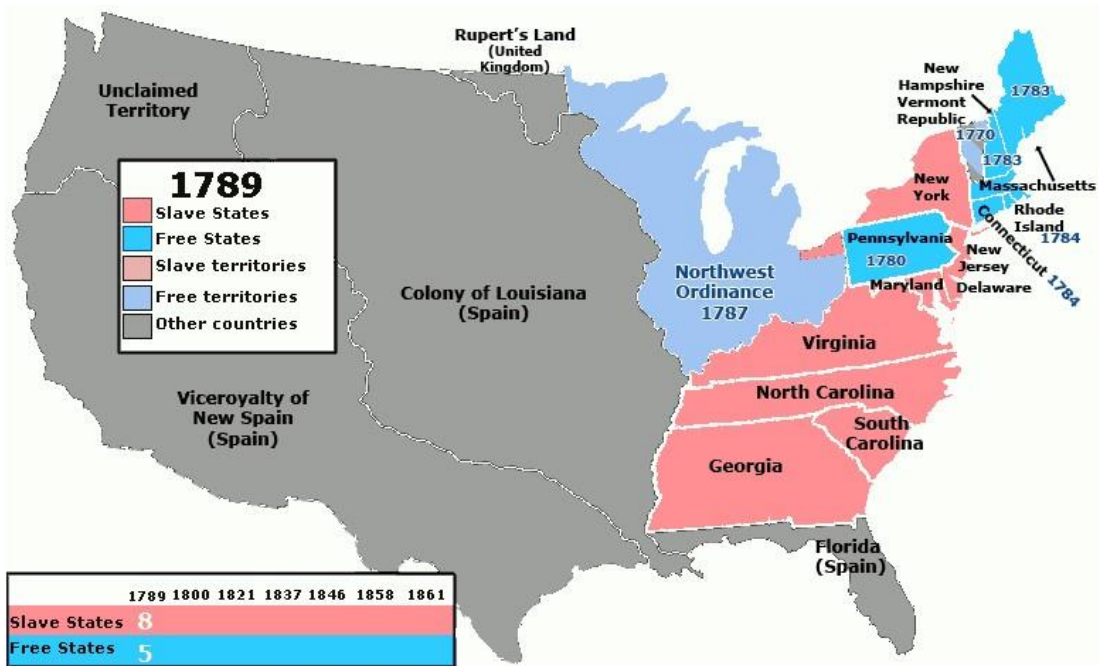 Rupert's Land
(United
Kingdom)
Unclaimed
Territory
New
Hampshire
Vermont
Republic
1783
1770
1783
1789
Slave States
Free States
Slave territories
Free territories
Other countries
New
York
Massachusetts
Rhode
Island
1784
Connecticut 1784
Pennsylvania
1780
New
Jersey
Maryland
Delaware
Northwest
Ordinance
1787
Colony of Louisiana
(Spain)
Virginia
Viceroyalty of
New Spain
(Spain)
North Carolina
South
Carolina
Georgia
Florida
(Spain)
1789 1800 1821 1837 1846 1858 1861
Slave States 8
Free States 5